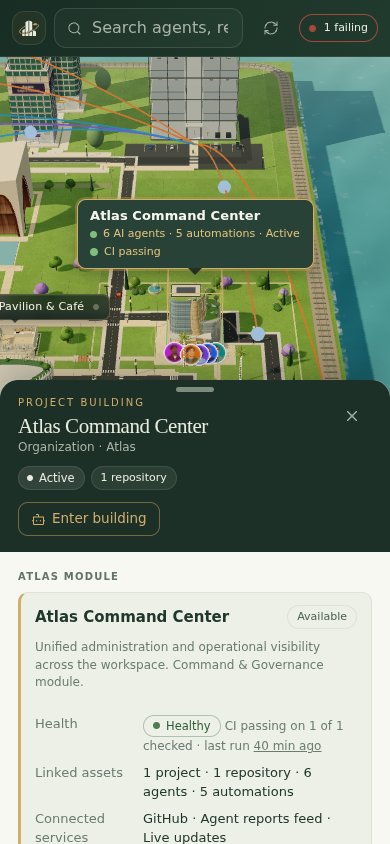 Search agents, re
1 failing
Atlas Command Center
6 AI agents · 5 automations · Active
CI passing
Pavilion & Café
PROJECT BUILDING
Atlas Command Center
Organization · Atlas
Active
1 repository
Enter building
ATLAS MODULE
Atlas Command Center
Available
Unified administration and operational visibility
across the workspace. Command & Governance
module.
Health
Healthy CI passing on 1 of 1
checked · last run 40 min ago
Linked assets
1 project · 1 repository · 6
agents · 5 automations
Connected
services
GitHub · Agent reports feed ·
Live updates